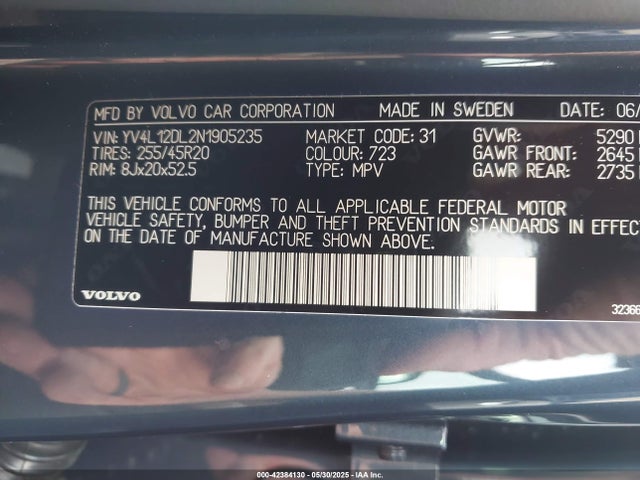 MFD BY VOLVO CAR CORPORATION MADE IN SWEDEN DATE: 06/
VIN: YV4L12DL2N1905235 MARKET CODE: 31 GVWR: 5290
TIRES: 255/45R20 COLOUR: 723 GAWR FRONT: 2645
RIM: 8Jx20x52.5 TYPE: MPV GAWR REAR: 2735
THIS VEHICLE CONFORMS TO ALL APPLICABLE FEDERAL MOTOR
VEHICLE SAFETY, BUMPER AND THEFT PREVENTION STANDARDS IN EFFECT
ON THE DATE OF MANUFACTURE SHOWN ABOVE.
VOLVO
32366
000-42384130 - 05/30/2025 - IAA Inc.